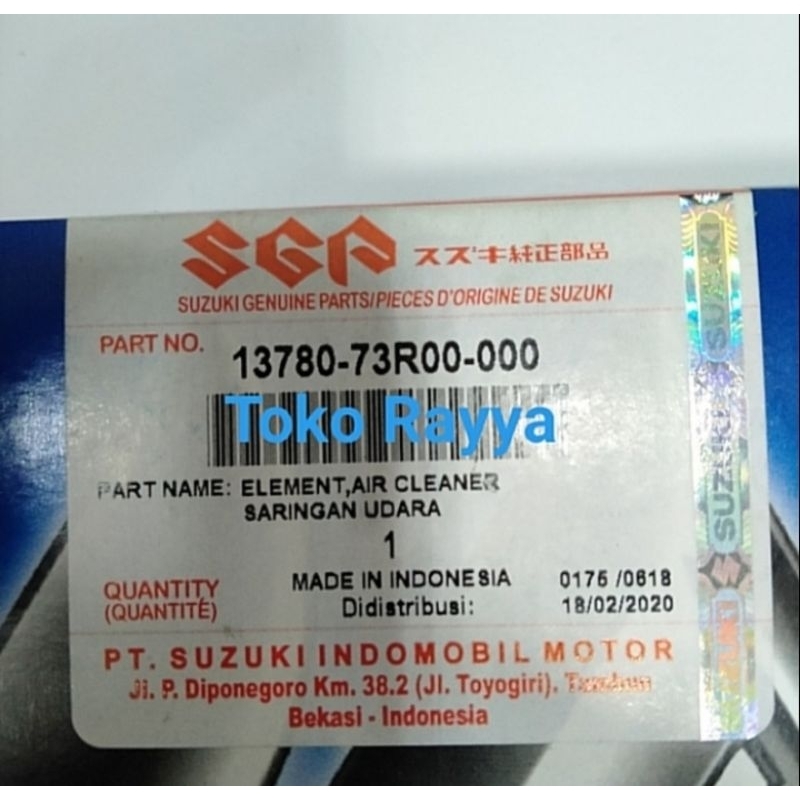 SGP スズキ純正部品
SUZUKI GENUINE PARTS/PIECES D'ORIGINE DE SUZUKI
PART NO. 13780-73R00-000
Toko Rayya
PART NAME: ELEMENT,AIR CLEANER
SARINGAN UDARA
1
QUANTITY
(QUANTITÉ)
MADE IN INDONESIA 0175 /0618
Didistribusi: 18/02/2020
PT. SUZUKI INDOMOBIL MOTOR
Jl. P. Diponegoro Km. 38.2 (Jl. Toyogiri).
Bekasi - Indonesia
SUZUKI
SUZUKI
SUZUKI